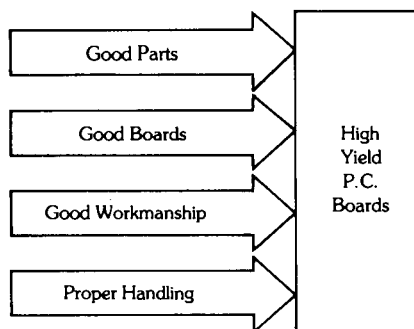 Good Parts
Good Boards
Good Workmanship
Proper Handling
High
Yield
P.C.
Boards